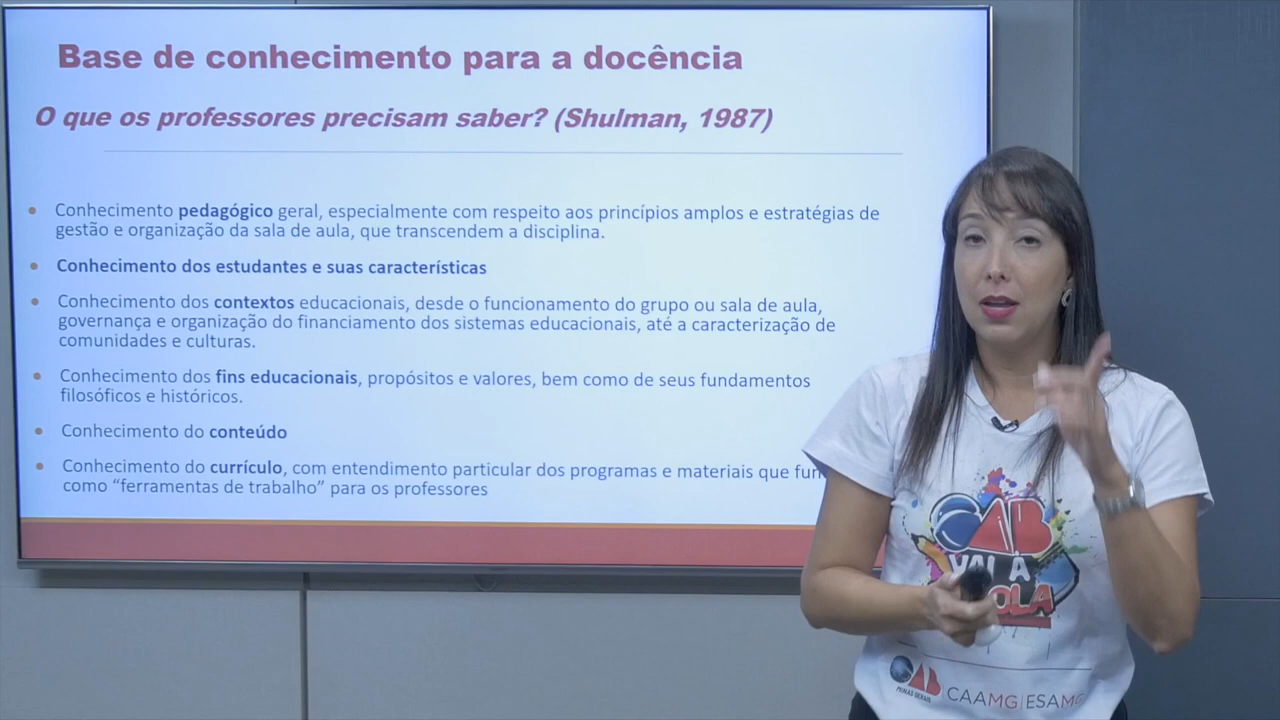 Base de conhecimento para a docência
O que os professores precisam saber? (Shulman, 1987)
• Conhecimento pedagógico geral, especialmente com respeito aos princípios amplos e estratégias de
gestão e organização da sala de aula, que transcendem a disciplina.
• Conhecimento dos estudantes e suas características
• Conhecimento dos contextos educacionais, desde o funcionamento do grupo ou sala de aula,
governança e organização do financiamento dos sistemas educacionais, até a caracterização de
comunidades e culturas.
• Conhecimento dos fins educacionais, propósitos e valores, bem como de seus fundamentos
filosóficos e históricos.
• Conhecimento do conteúdo
• Conhecimento do currículo, com entendimento particular dos programas e materiais que
como “ferramentas de trabalho” para os professores
OAB
VAI À
OAB
MINAS GERAIS
CAAMG|ESAMG